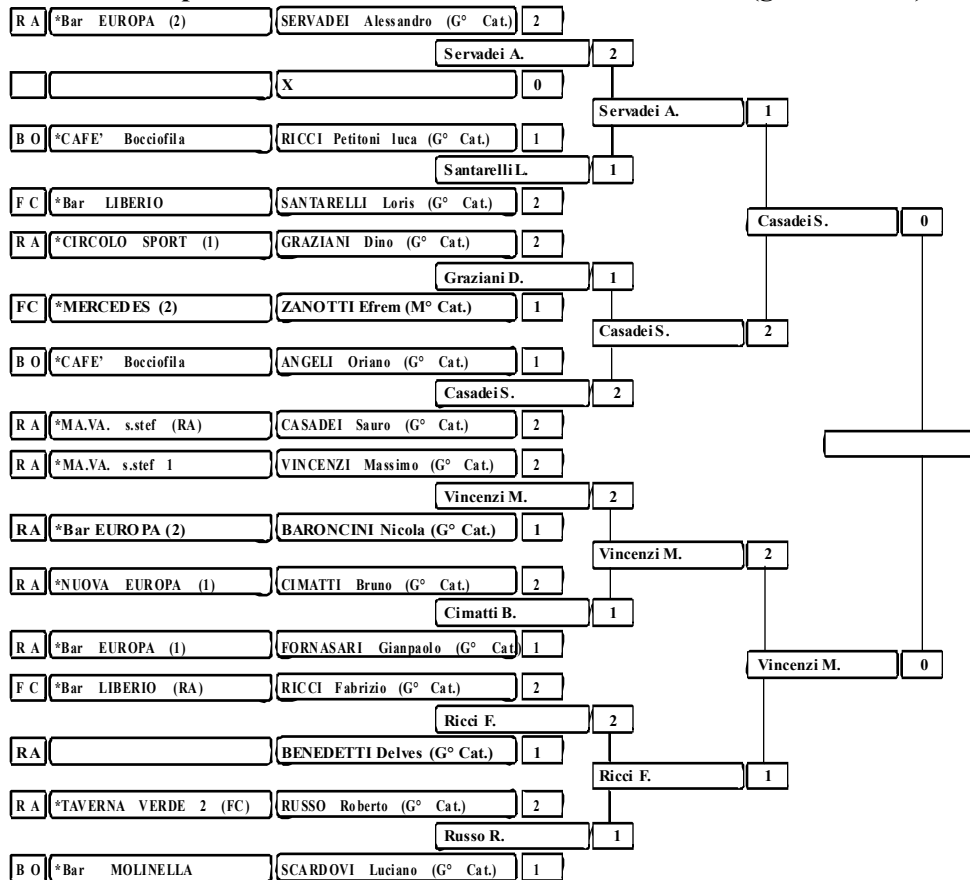 R A *Bar EUROPA (2) SERVADEI Alessandro (G° Cat.) 2
Servadei A. 2
X 0
Servadei A. 1
B O *CAFE' Bocciofila RICCI Petitoni luca (G° Cat.) 1
Santarelli L. 1
F C *Bar LIBERIO SANTARELLI Loris (G° Cat.) 2
Casadei S. 0
R A *CIRCOLO SPORT (1) GRAZIANI Dino (G° Cat.) 2
Graziani D. 1
FC *MERCEDES (2) ZANOTTI Efrem (M° Cat.) 1
Casadei S. 2
B O *CAFE' Bocciofila ANGELI Oriano (G° Cat.) 1
Casadei S. 2
R A *MA.VA. s.stef (RA) CASADEI Sauro (G° Cat.) 2
R A *MA.VA. s.stef 1 VINCENZI Massimo (G° Cat.) 2
Vincenzi M. 2
RA *Bar EUROPA (2) BARONCINI Nicola (G° Cat.) 1
Vincenzi M. 2
R A *NUOVA EUROPA (1) CIMATTI Bruno (G° Cat.) 2
Cimatti B. 1
R A *Bar EUROPA (1) FORNASARI Gianpaolo (G° Cat.) 1
Vincenzi M. 0
F C *Bar LIBERIO (RA) RICCI Fabrizio (G° Cat.) 2
Ricci F. 2
RA BENEDETTI Delves (G° Cat.) 1
Ricci F. 1
R A *TAVERNA VERDE 2 (FC) RUSSO Roberto (G° Cat.) 2
Russo R. 1
B O *Bar MOLINELLA SCARDOVI Luciano (G° Cat.) 1